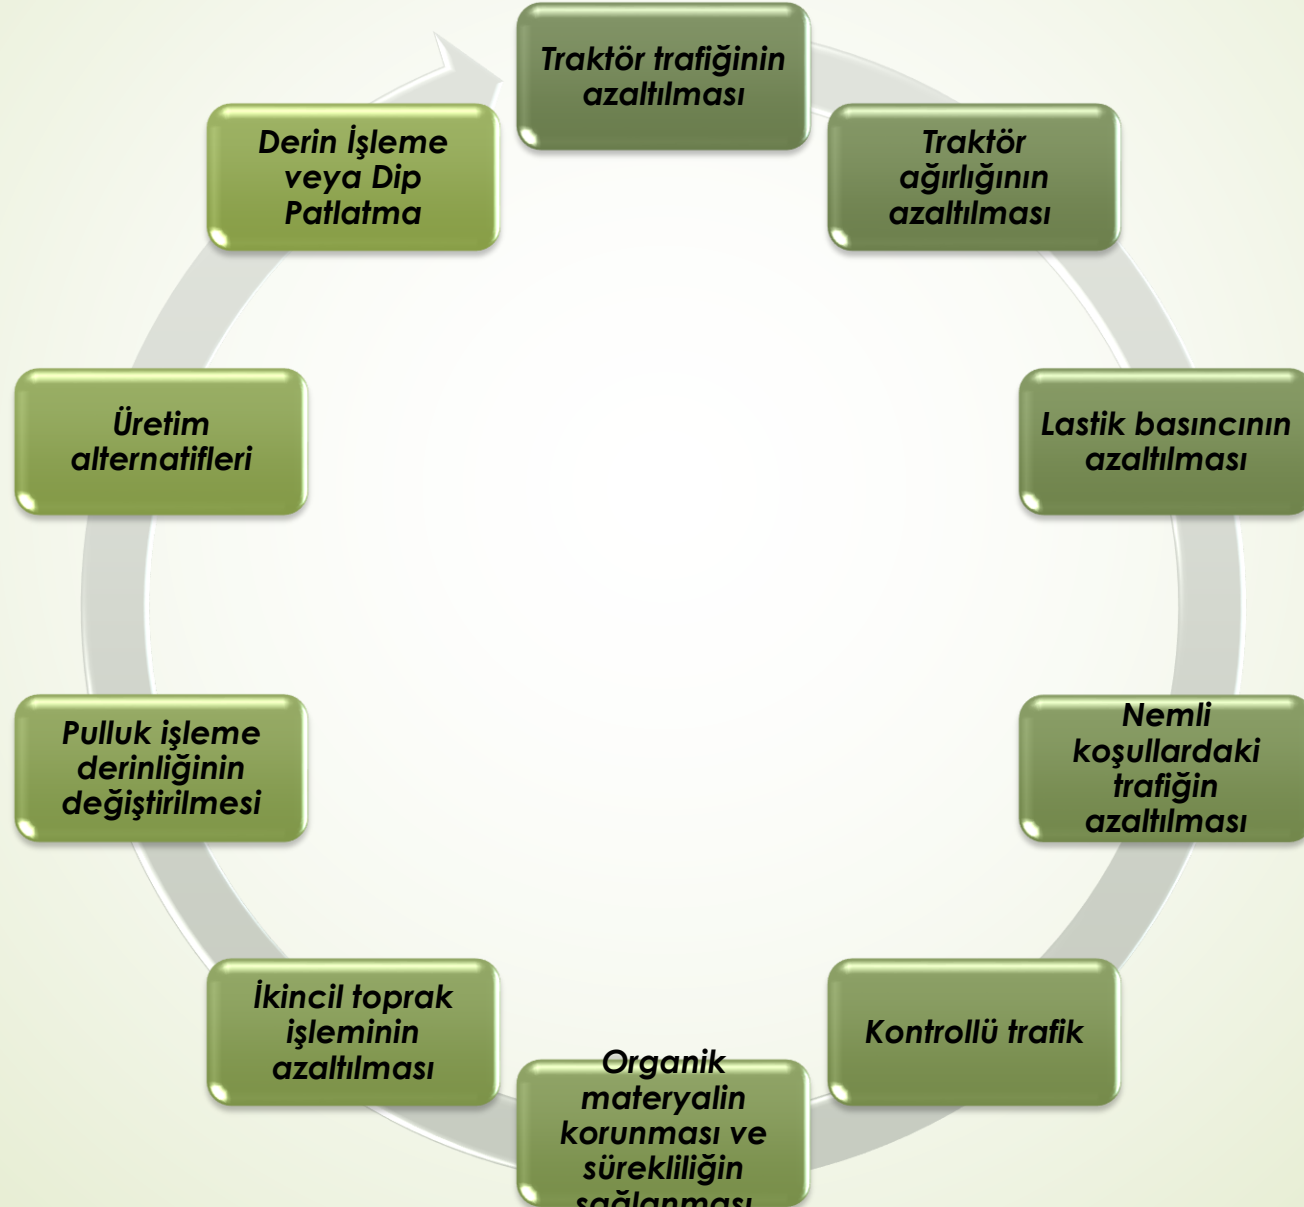 Traktör trafiğinin
azaltılması
Traktör
ağırlığının
azaltılması
Lastik basıncının
azaltılması
Nemli
koşullardaki
trafiğin
azaltılması
Kontrollü trafik
Organik
materyalin
korunması ve
sürekliliğin
sağlanması
İkincil toprak
işleminin
azaltılması
Pulluk işleme
derinliğinin
değiştirilmesi
Üretim
alternatifleri
Derin İşleme
veya Dip
Patlatma